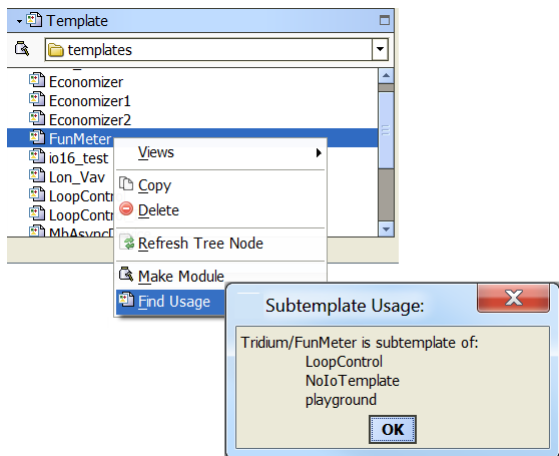 Template
templates
Economizer
Economizer1
Economizer2
FunMeter
io16_test
Lon_Vav
LoopContr
LoopContr
Views
Copy
Delete
Refresh Tree Node
Make Module
Find Usage
Subtemplate Usage:
Tridium/FunMeter is subtemplate of:
LoopControl
NoIoTemplate
playground
OK